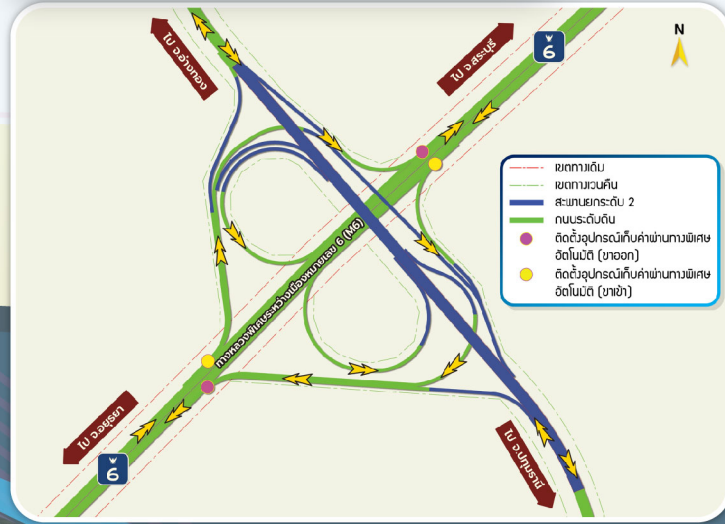 ไป จ.อ่างทอง
ไป จ.สระบุรี
6
N
เขตทางเดิม
เขตทางเวนคืน
สะพานยกระดับ 2
ถนนระดับดิน
ติดตั้งอุปกรณ์เก็บค่าผ่านทางพิเศษ
อัตโนมัติ (ขาออก)
ติดตั้งอุปกรณ์เก็บค่าผ่านทางพิเศษ
อัตโนมัติ (ขาเข้า)
ทางหลวงพิเศษระหว่างเมืองหมายเลข 6 (M6)
ไป จ.อยุธยา
6
ไป จ.ปทุมธานี